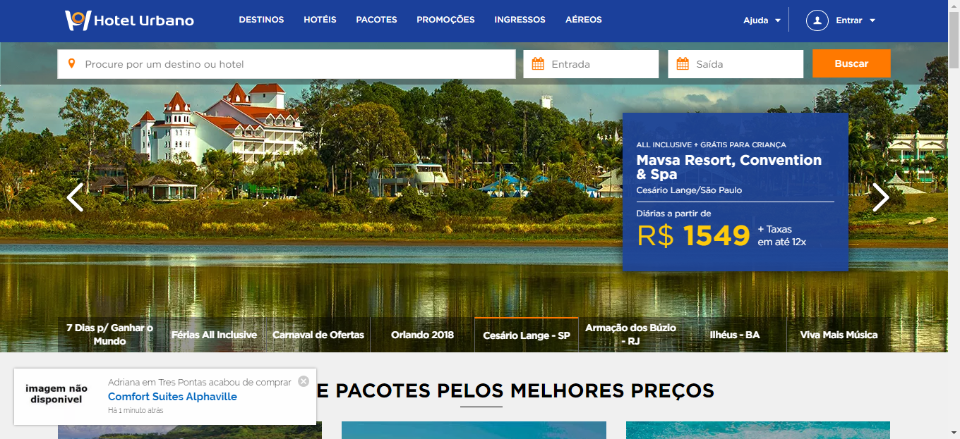 Hotel Urbano
DESTINOS HOTÉIS PACOTES PROMOÇÕES INGRESSOS AÉREOS
Ajuda Entrar
Procure por um destino ou hotel
Entrada
Saída
Buscar
ALL INCLUSIVE + GRÁTIS PARA CRIANÇA
Mavsa Resort, Convention
& Spa
Cesário Lange/São Paulo
Diárias a partir de
R$ 1549
+ Taxas
em até 12x
7 Dias p/ Ganhar o
Mundo
Férias All Inclusive
Carnaval de Ofertas
Orlando 2018
Cesário Lange - SP
Armação dos Búzio
- RJ
Ilhéus - BA
Viva Mais Música
E PACOTES PELOS MELHORES PREÇOS
imagem não
disponivel
Adriana em Tres Pontas acabou de comprar
Comfort Suites Alphaville
Há 1 minuto atrás